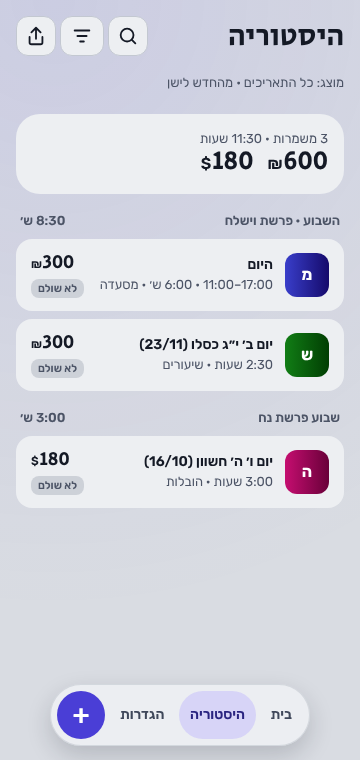 היסטוריה
מוצג: כל התאריכים • מהחדש לישן
3 משמרות • 11:30 שעות
₪600 $180
השבוע • פרשת וישלח 8:30 ש׳
מ היום ₪300
11:00–17:00 • 6:00 ש׳ • מסעדה לא שולם
ש יום ב׳ י״ג כסלו (23/11) ₪300
2:30 שעות • שיעורים לא שולם
שבוע פרשת נח 3:00 ש׳
ה יום ו׳ ה׳ חשוון (16/10) $180
3:00 שעות • הובלות לא שולם
בית היסטוריה הגדרות +